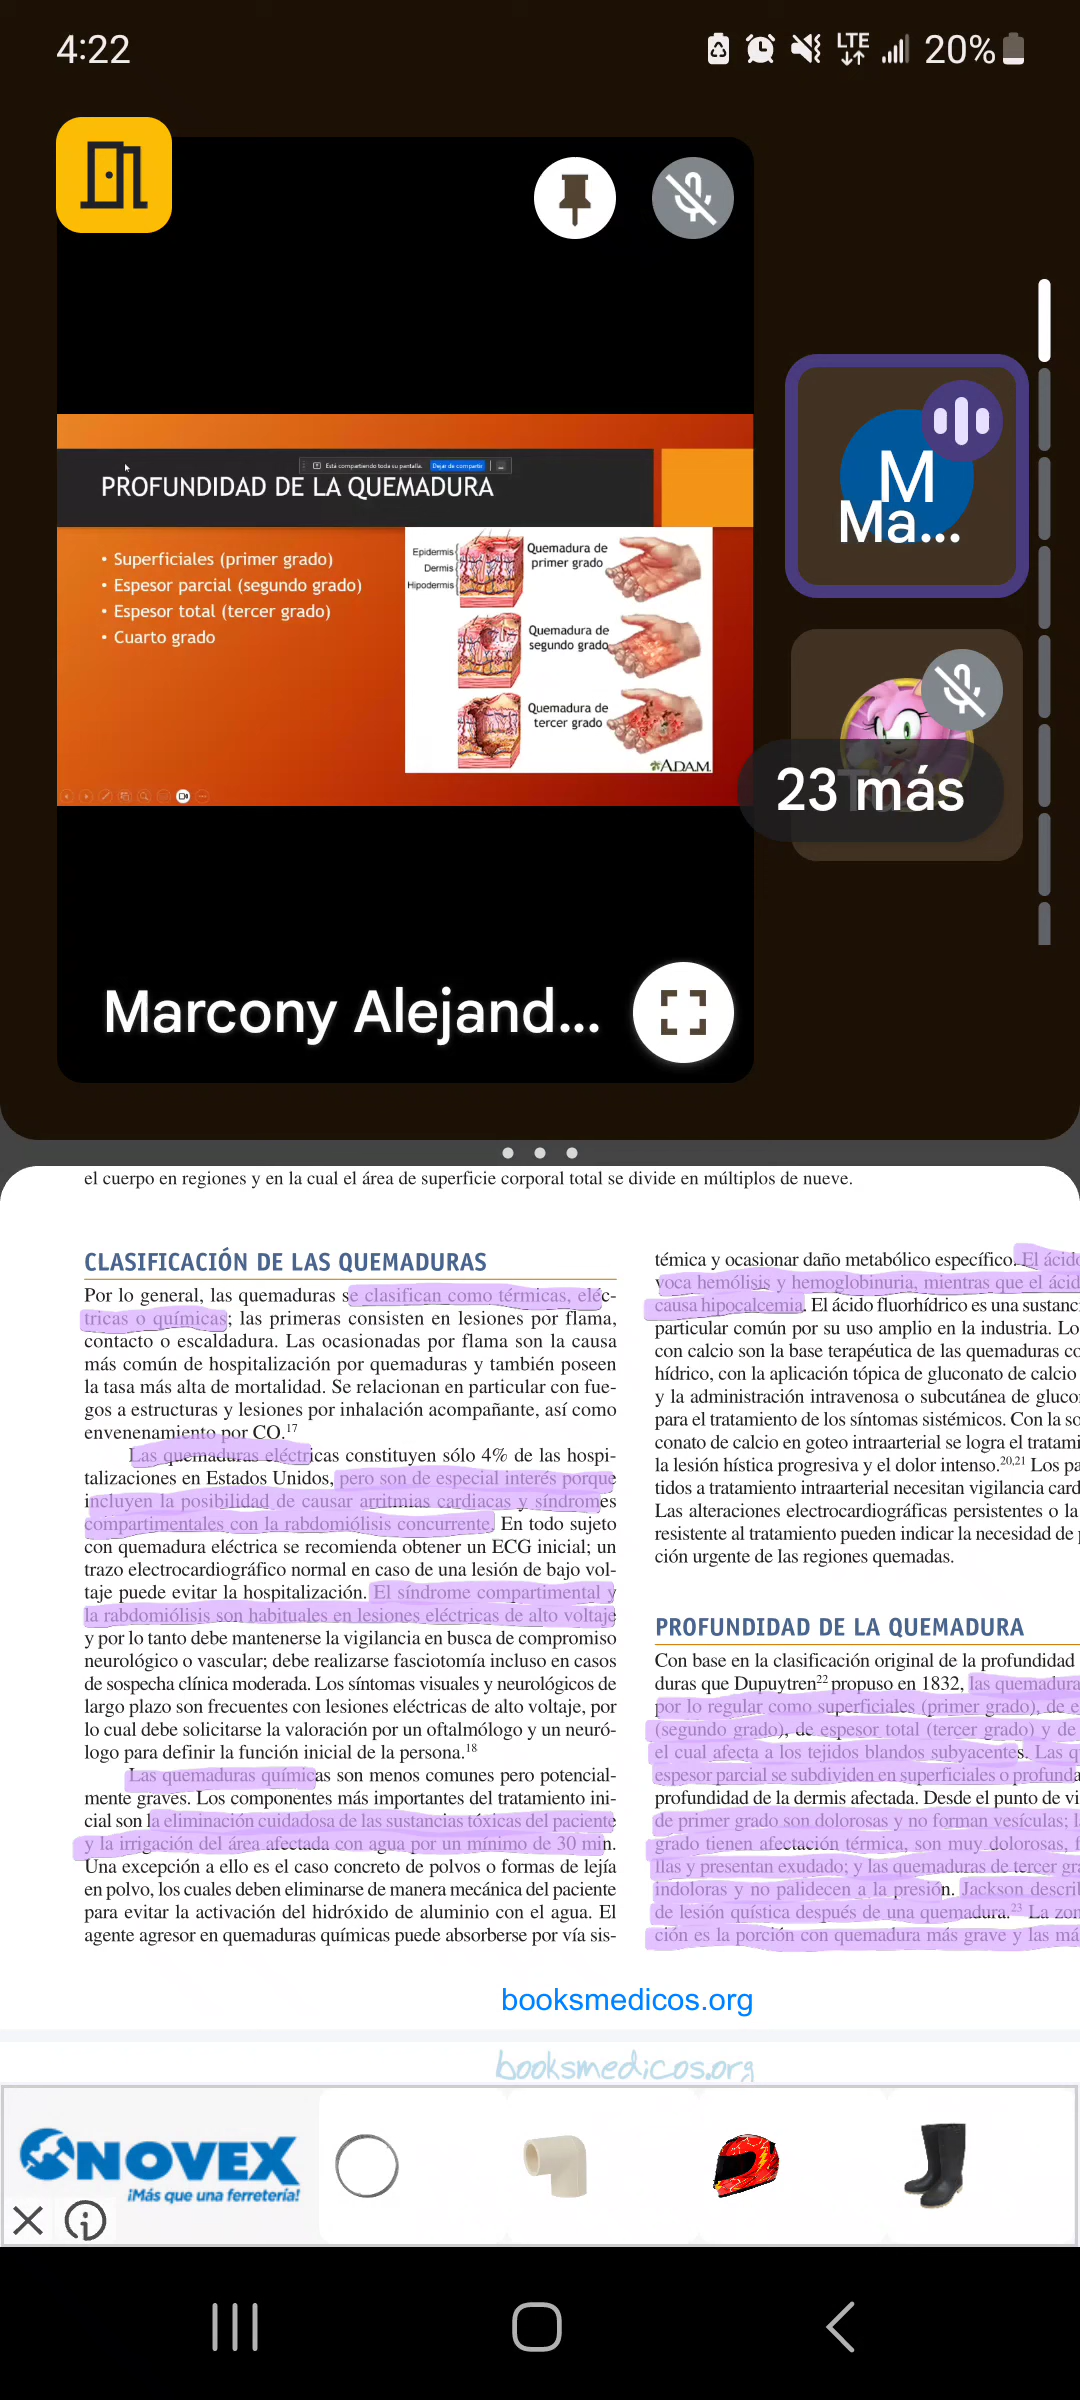 4:22
LTE
20%
Está compartiendo toda su pantalla.
Dejar de compartir
PROFUNDIDAD DE LA QUEMADURA
• Superficiales (primer grado)
• Espesor parcial (segundo grado)
• Espesor total (tercer grado)
• Cuarto grado
Epidermis
Dermis
Hipodermis
Quemadura de
primer grado
Quemadura de
segundo grado
Quemadura de
tercer grado
ADAM.
M
Ma...
23 más
Marcony Alejand...
el cuerpo en regiones y en la cual el área de superficie corporal total se divide en múltiplos de nueve.
CLASIFICACIÓN DE LAS QUEMADURAS
Por lo general, las quemaduras se clasifican como térmicas, eléc-
tricas o químicas; las primeras consisten en lesiones por flama,
contacto o escaldadura. Las ocasionadas por flama son la causa
más común de hospitalización por quemaduras y también poseen
la tasa más alta de mortalidad. Se relacionan en particular con fue-
gos a estructuras y lesiones por inhalación acompañante, así como
envenenamiento por CO.17
Las quemaduras eléctricas constituyen sólo 4% de las hospi-
talizaciones en Estados Unidos, pero son de especial interés porque
incluyen la posibilidad de causar arritmias cardiacas y síndromes
compartimentales con la rabdomiólisis concurrente. En todo sujeto
con quemadura eléctrica se recomienda obtener un ECG inicial; un
trazo electrocardiográfico normal en caso de una lesión de bajo vol-
taje puede evitar la hospitalización. El síndrome compartimental y
la rabdomiólisis son habituales en lesiones eléctricas de alto voltaje
y por lo tanto debe mantenerse la vigilancia en busca de compromiso
neurológico o vascular; debe realizarse fasciotomía incluso en casos
de sospecha clínica moderada. Los síntomas visuales y neurológicos de
largo plazo son frecuentes con lesiones eléctricas de alto voltaje, por
lo cual debe solicitarse la valoración por un oftalmólogo y un neuró-
logo para definir la función inicial de la persona.18
Las quemaduras químicas son menos comunes pero potencial-
mente graves. Los componentes más importantes del tratamiento ini-
cial son la eliminación cuidadosa de las sustancias tóxicas del paciente
y la irrigación del área afectada con agua por un mínimo de 30 min.
Una excepción a ello es el caso concreto de polvos o formas de lejía
en polvo, los cuales deben eliminarse de manera mecánica del paciente
para evitar la activación del hidróxido de aluminio con el agua. El
agente agresor en quemaduras químicas puede absorberse por vía sis-
témica y ocasionar daño metabólico específico. El ácido
voca hemólisis y hemoglobinuria, mientras que el ácid
causa hipocalcemia. El ácido fluorhídrico es una sustanc
particular común por su uso amplio en la industria. Lo
con calcio son la base terapéutica de las quemaduras co
hídrico, con la aplicación tópica de gluconato de calcio
y la administración intravenosa o subcutánea de gluco
para el tratamiento de los síntomas sistémicos. Con la so
conato de calcio en goteo intraarterial se logra el tratami
la lesión hística progresiva y el dolor intenso.20,21 Los pa
tidos a tratamiento intraarterial necesitan vigilancia card
Las alteraciones electrocardiográficas persistentes o la
resistente al tratamiento pueden indicar la necesidad de
ción urgente de las regiones quemadas.
PROFUNDIDAD DE LA QUEMADURA
Con base en la clasificación original de la profundidad
duras que Dupuytren22 propuso en 1832, las quemadura
por lo regular como superficiales (primer grado), de e
(segundo grado), de espesor total (tercer grado) y de
el cual afecta a los tejidos blandos subyacentes. Las q
espesor parcial se subdividen en superficiales o profunda
profundidad de la dermis afectada. Desde el punto de vi
de primer grado son dolorosas y no forman vesículas; l
grado tienen afectación térmica, son muy dolorosas, f
llas y presentan exudado; y las quemaduras de tercer gra
indoloras y no palidecen a la presión. Jackson describ
de lesión quística después de una quemadura.23 La zon
ción es la porción con quemadura más grave y las má
booksmedicos.org
booksmedicos.org
NOVEX
¡Más que una ferretería!